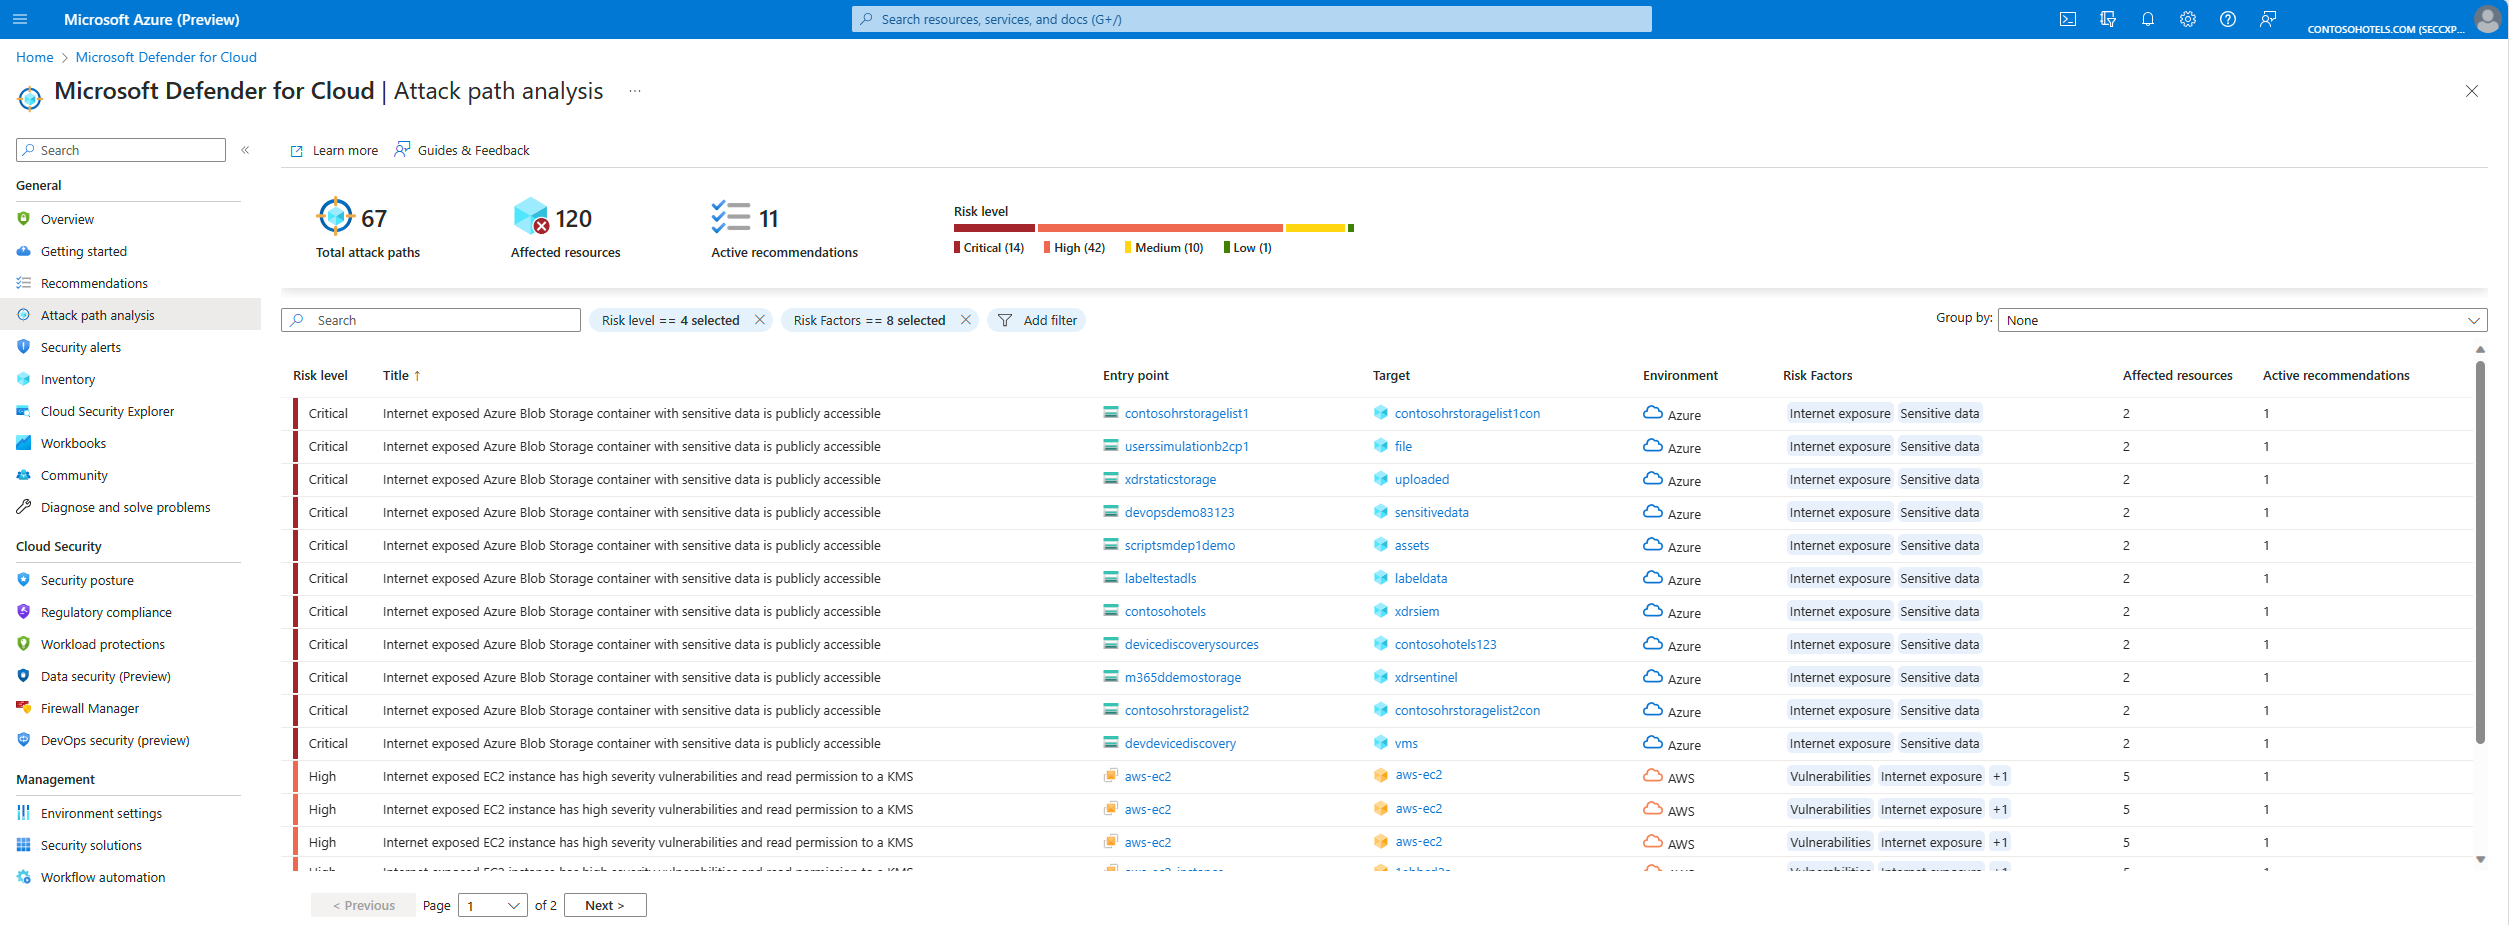 Microsoft Azure (Preview)
Search resources, services, and docs (G+/)
CONTOSOHOTELS.COM (SECCXP...
Home > Microsoft Defender for Cloud
Microsoft Defender for Cloud | Attack path analysis ...
Search «
Learn more Guides & Feedback
General
Overview
Getting started
Recommendations
Attack path analysis
Security alerts
Inventory
Cloud Security Explorer
Workbooks
Community
Diagnose and solve problems
Cloud Security
Security posture
Regulatory compliance
Workload protections
Data security (Preview)
Firewall Manager
DevOps security (preview)
Management
Environment settings
Security solutions
Workflow automation
67
Total attack paths
120
Affected resources
11
Active recommendations
Risk level
Critical (14) High (42) Medium (10) Low (1)
Search Risk level == 4 selected Risk Factors == 8 selected Add filter Group by: None
Risk level Title ↑ Entry point Target Environment Risk Factors Affected resources Active recommendations
Critical Internet exposed Azure Blob Storage container with sensitive data is publicly accessible contosohrstoragelist1 contosohrstoragelist1con Azure Internet exposure Sensitive data 2 1
Critical Internet exposed Azure Blob Storage container with sensitive data is publicly accessible userssimulationb2cp1 file Azure Internet exposure Sensitive data 2 1
Critical Internet exposed Azure Blob Storage container with sensitive data is publicly accessible xdrstaticstorage uploaded Azure Internet exposure Sensitive data 2 1
Critical Internet exposed Azure Blob Storage container with sensitive data is publicly accessible devopsdemo83123 sensitivedata Azure Internet exposure Sensitive data 2 1
Critical Internet exposed Azure Blob Storage container with sensitive data is publicly accessible scriptsmdep1demo assets Azure Internet exposure Sensitive data 2 1
Critical Internet exposed Azure Blob Storage container with sensitive data is publicly accessible labeltestadls labeldata Azure Internet exposure Sensitive data 2 1
Critical Internet exposed Azure Blob Storage container with sensitive data is publicly accessible contosohotels xdrsiem Azure Internet exposure Sensitive data 2 1
Critical Internet exposed Azure Blob Storage container with sensitive data is publicly accessible devicediscoverysources contosohotels123 Azure Internet exposure Sensitive data 2 1
Critical Internet exposed Azure Blob Storage container with sensitive data is publicly accessible m365ddemostorage xdrsentinel Azure Internet exposure Sensitive data 2 1
Critical Internet exposed Azure Blob Storage container with sensitive data is publicly accessible contosohrstoragelist2 contosohrstoragelist2con Azure Internet exposure Sensitive data 2 1
Critical Internet exposed Azure Blob Storage container with sensitive data is publicly accessible devdevicediscovery vms Azure Internet exposure Sensitive data 2 1
High Internet exposed EC2 instance has high severity vulnerabilities and read permission to a KMS aws-ec2 aws-ec2 AWS Vulnerabilities Internet exposure +1 5 1
High Internet exposed EC2 instance has high severity vulnerabilities and read permission to a KMS aws-ec2 aws-ec2 AWS Vulnerabilities Internet exposure +1 5 1
High Internet exposed EC2 instance has high severity vulnerabilities and read permission to a KMS aws-ec2 aws-ec2 AWS Vulnerabilities Internet exposure +1 5 1
High Internet exposed EC2 instance has high severity vulnerabilities and read permission to a KMS aws-ec2-instance Vulnerabilities Internet exposure +1
< Previous Page 1 of 2 Next >